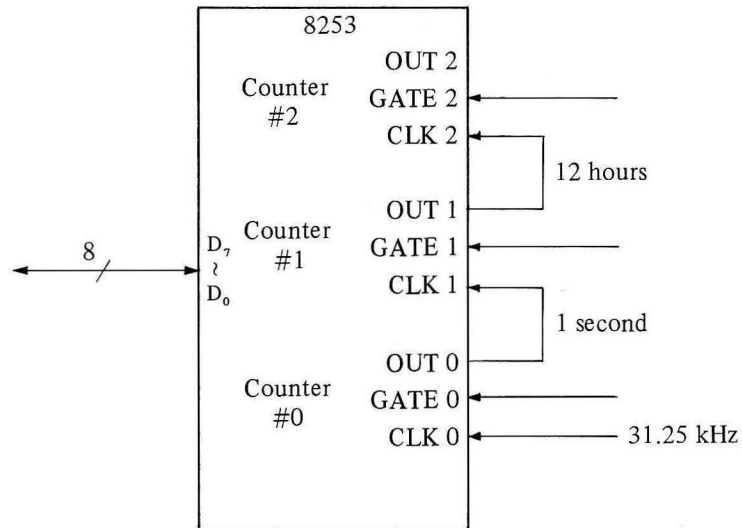 8253
OUT 2
Counter
#2
GATE 2
CLK 2
12 hours
OUT 1
Counter
#1
GATE 1
8
D₇
~
D₀
CLK 1
1 second
OUT 0
Counter
#0
GATE 0
CLK 0
31.25 kHz